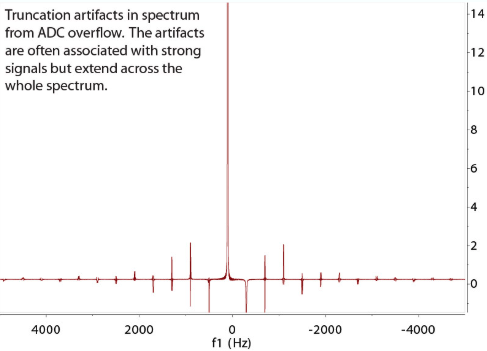 Truncation artifacts in spectrum
from ADC overflow. The artifacts
are often associated with strong
signals but extend across the
whole spectrum.
14
12
10
8
6
4
2
0
4000 2000 0 -2000 -4000
f1 (Hz)